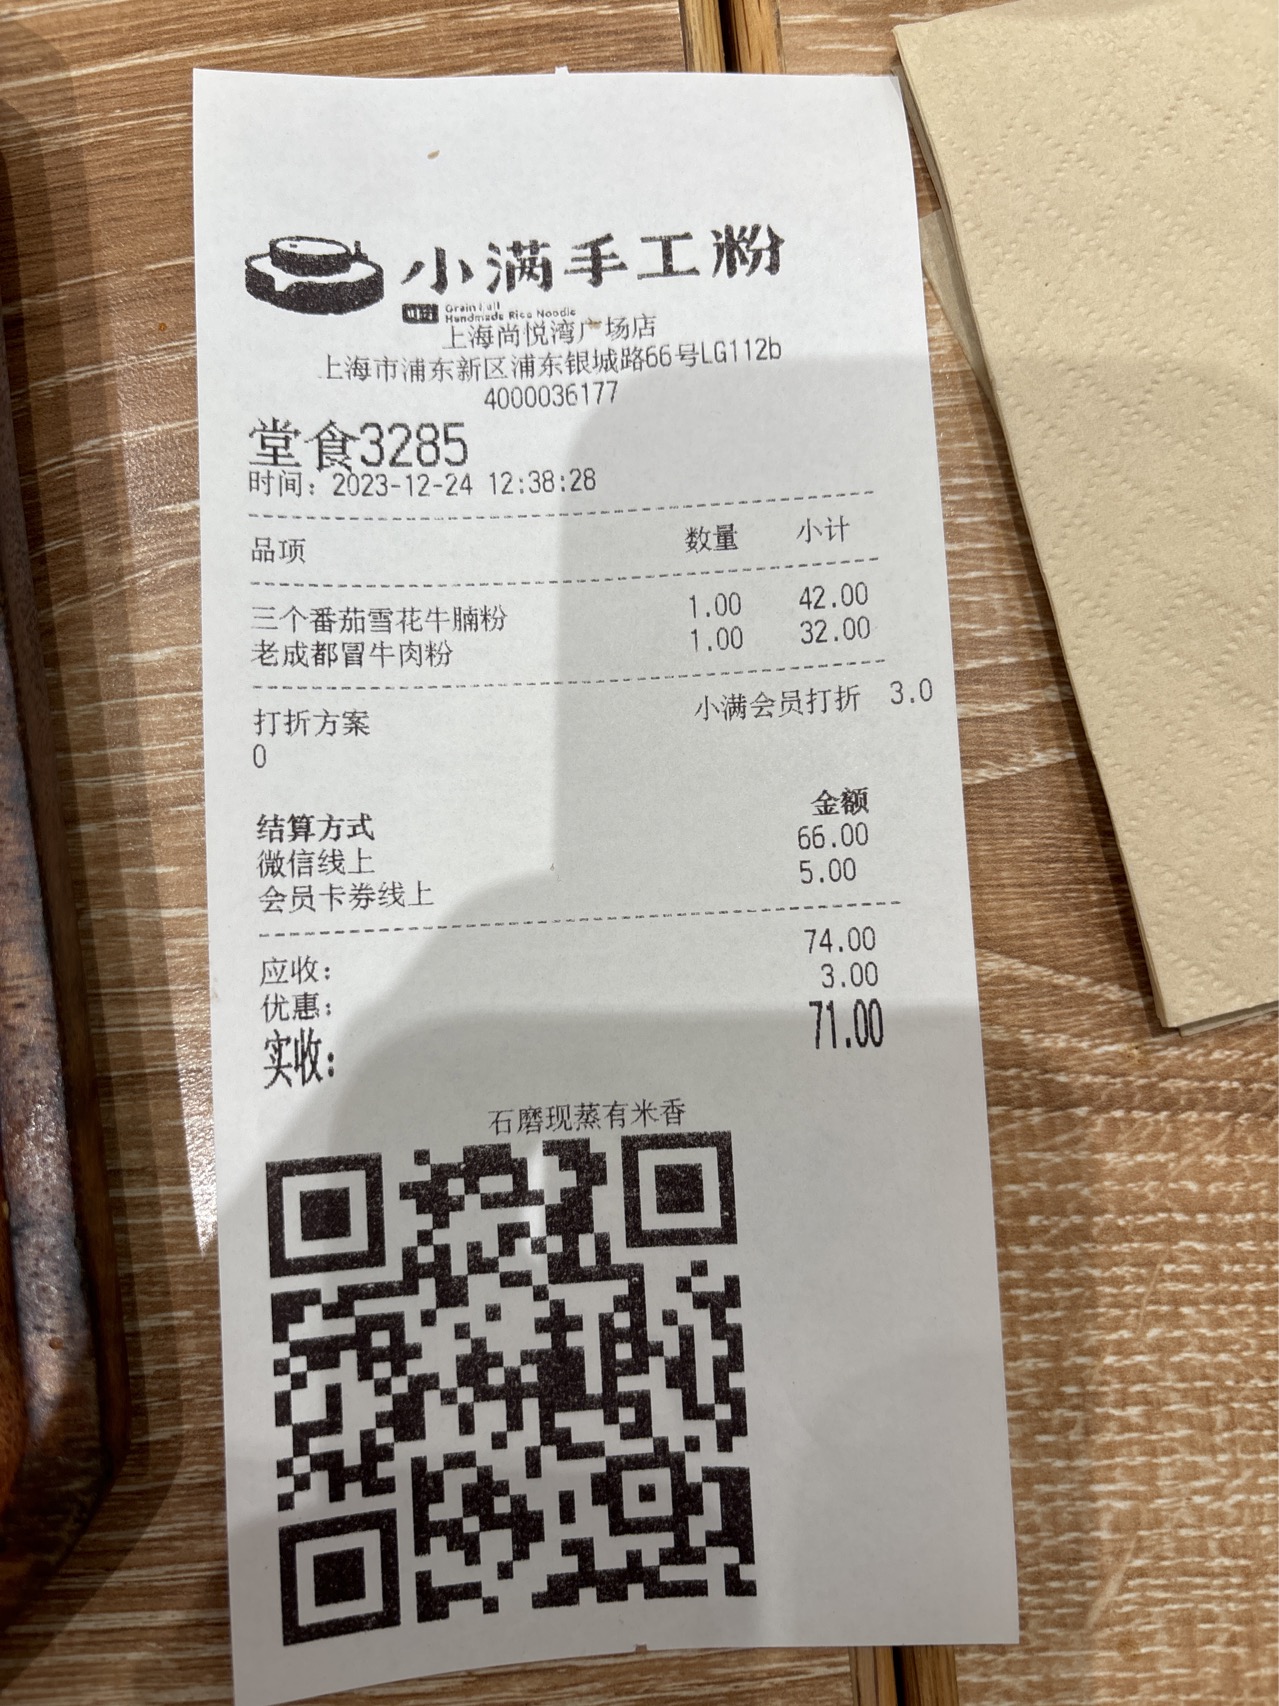 小满手工粉
Handmade Rice Noodle
上海尚悦湾广场店
上海市浦东新区浦东银城路66号LG112b
4000036177
堂食3285
时间：2023-12-24 12:38:28
品项 数量 小计
三个番茄雪花牛腩粉 1.00 42.00
老成都冒牛肉粉 1.00 32.00
打折方案 小满会员打折 3.0
0
结算方式 金额
微信线上 66.00
会员卡券线上 5.00
应收： 74.00
优惠： 3.00
实收： 71.00
石磨现蒸有米香